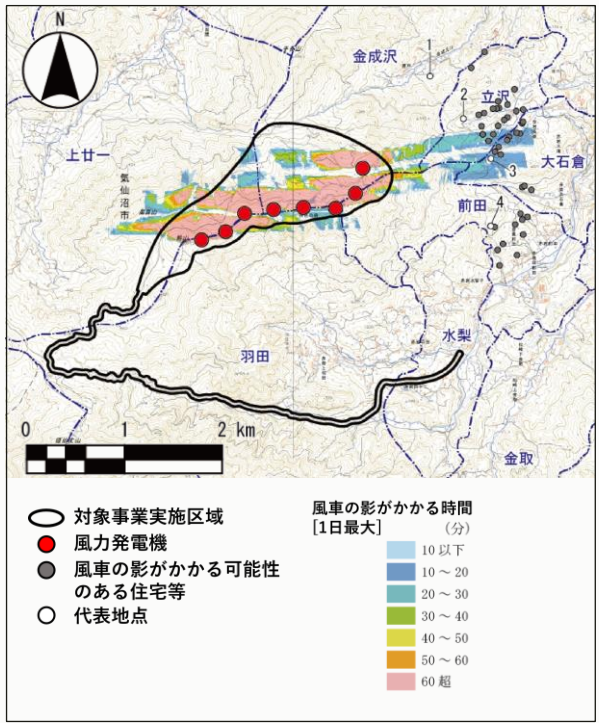 N
金成沢
1
立沢
2
上廿一
大石倉
気仙沼市
3
前田
4
水梨
羽田
0 1 2 km
金取
対象事業実施区域
風力発電機
風車の影がかかる可能性
のある住宅等
代表地点
風車の影がかかる時間
[1日最大] (分)
10 以下
10 ～ 20
20 ～ 30
30 ～ 40
40 ～ 50
50 ～ 60
60 超